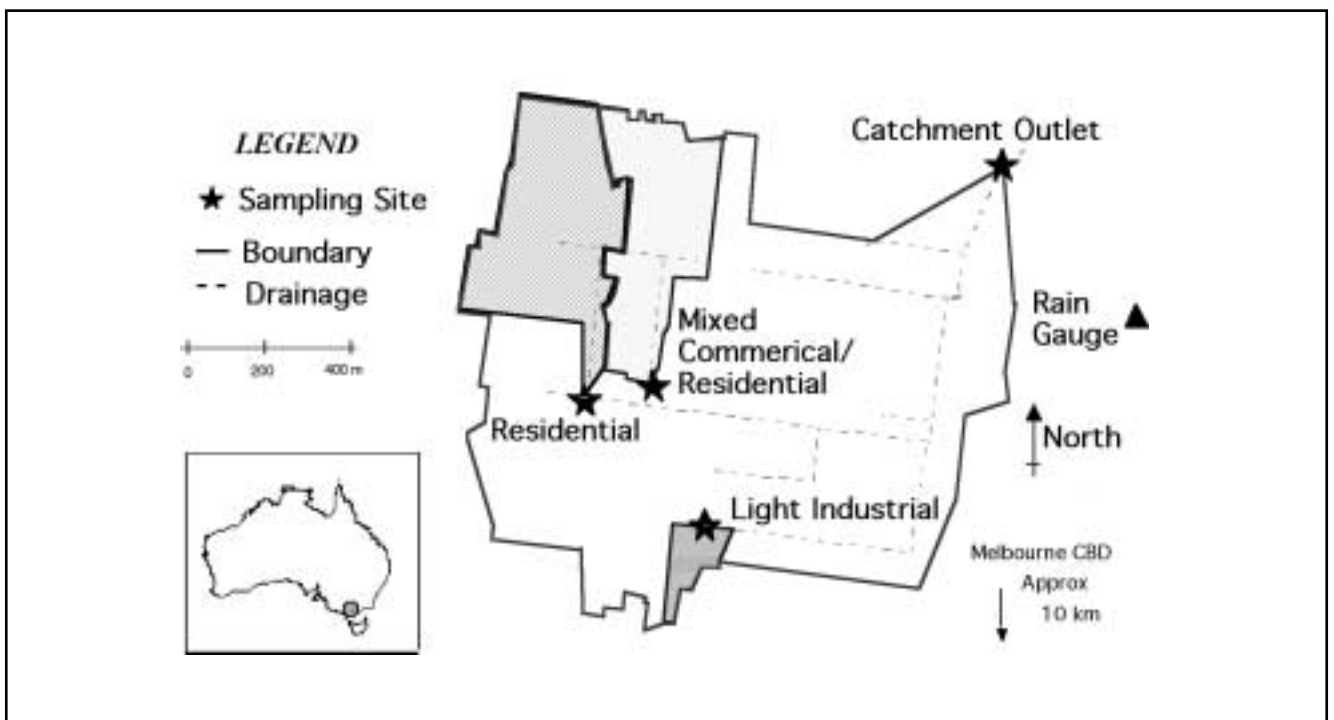 LEGEND
Sampling Site
Boundary
Drainage
0 200 400 m
Catchment Outlet
Rain
Gauge
Mixed
Commerical/
Residential
Residential
North
Light Industrial
Melbourne CBD
Approx
10 km